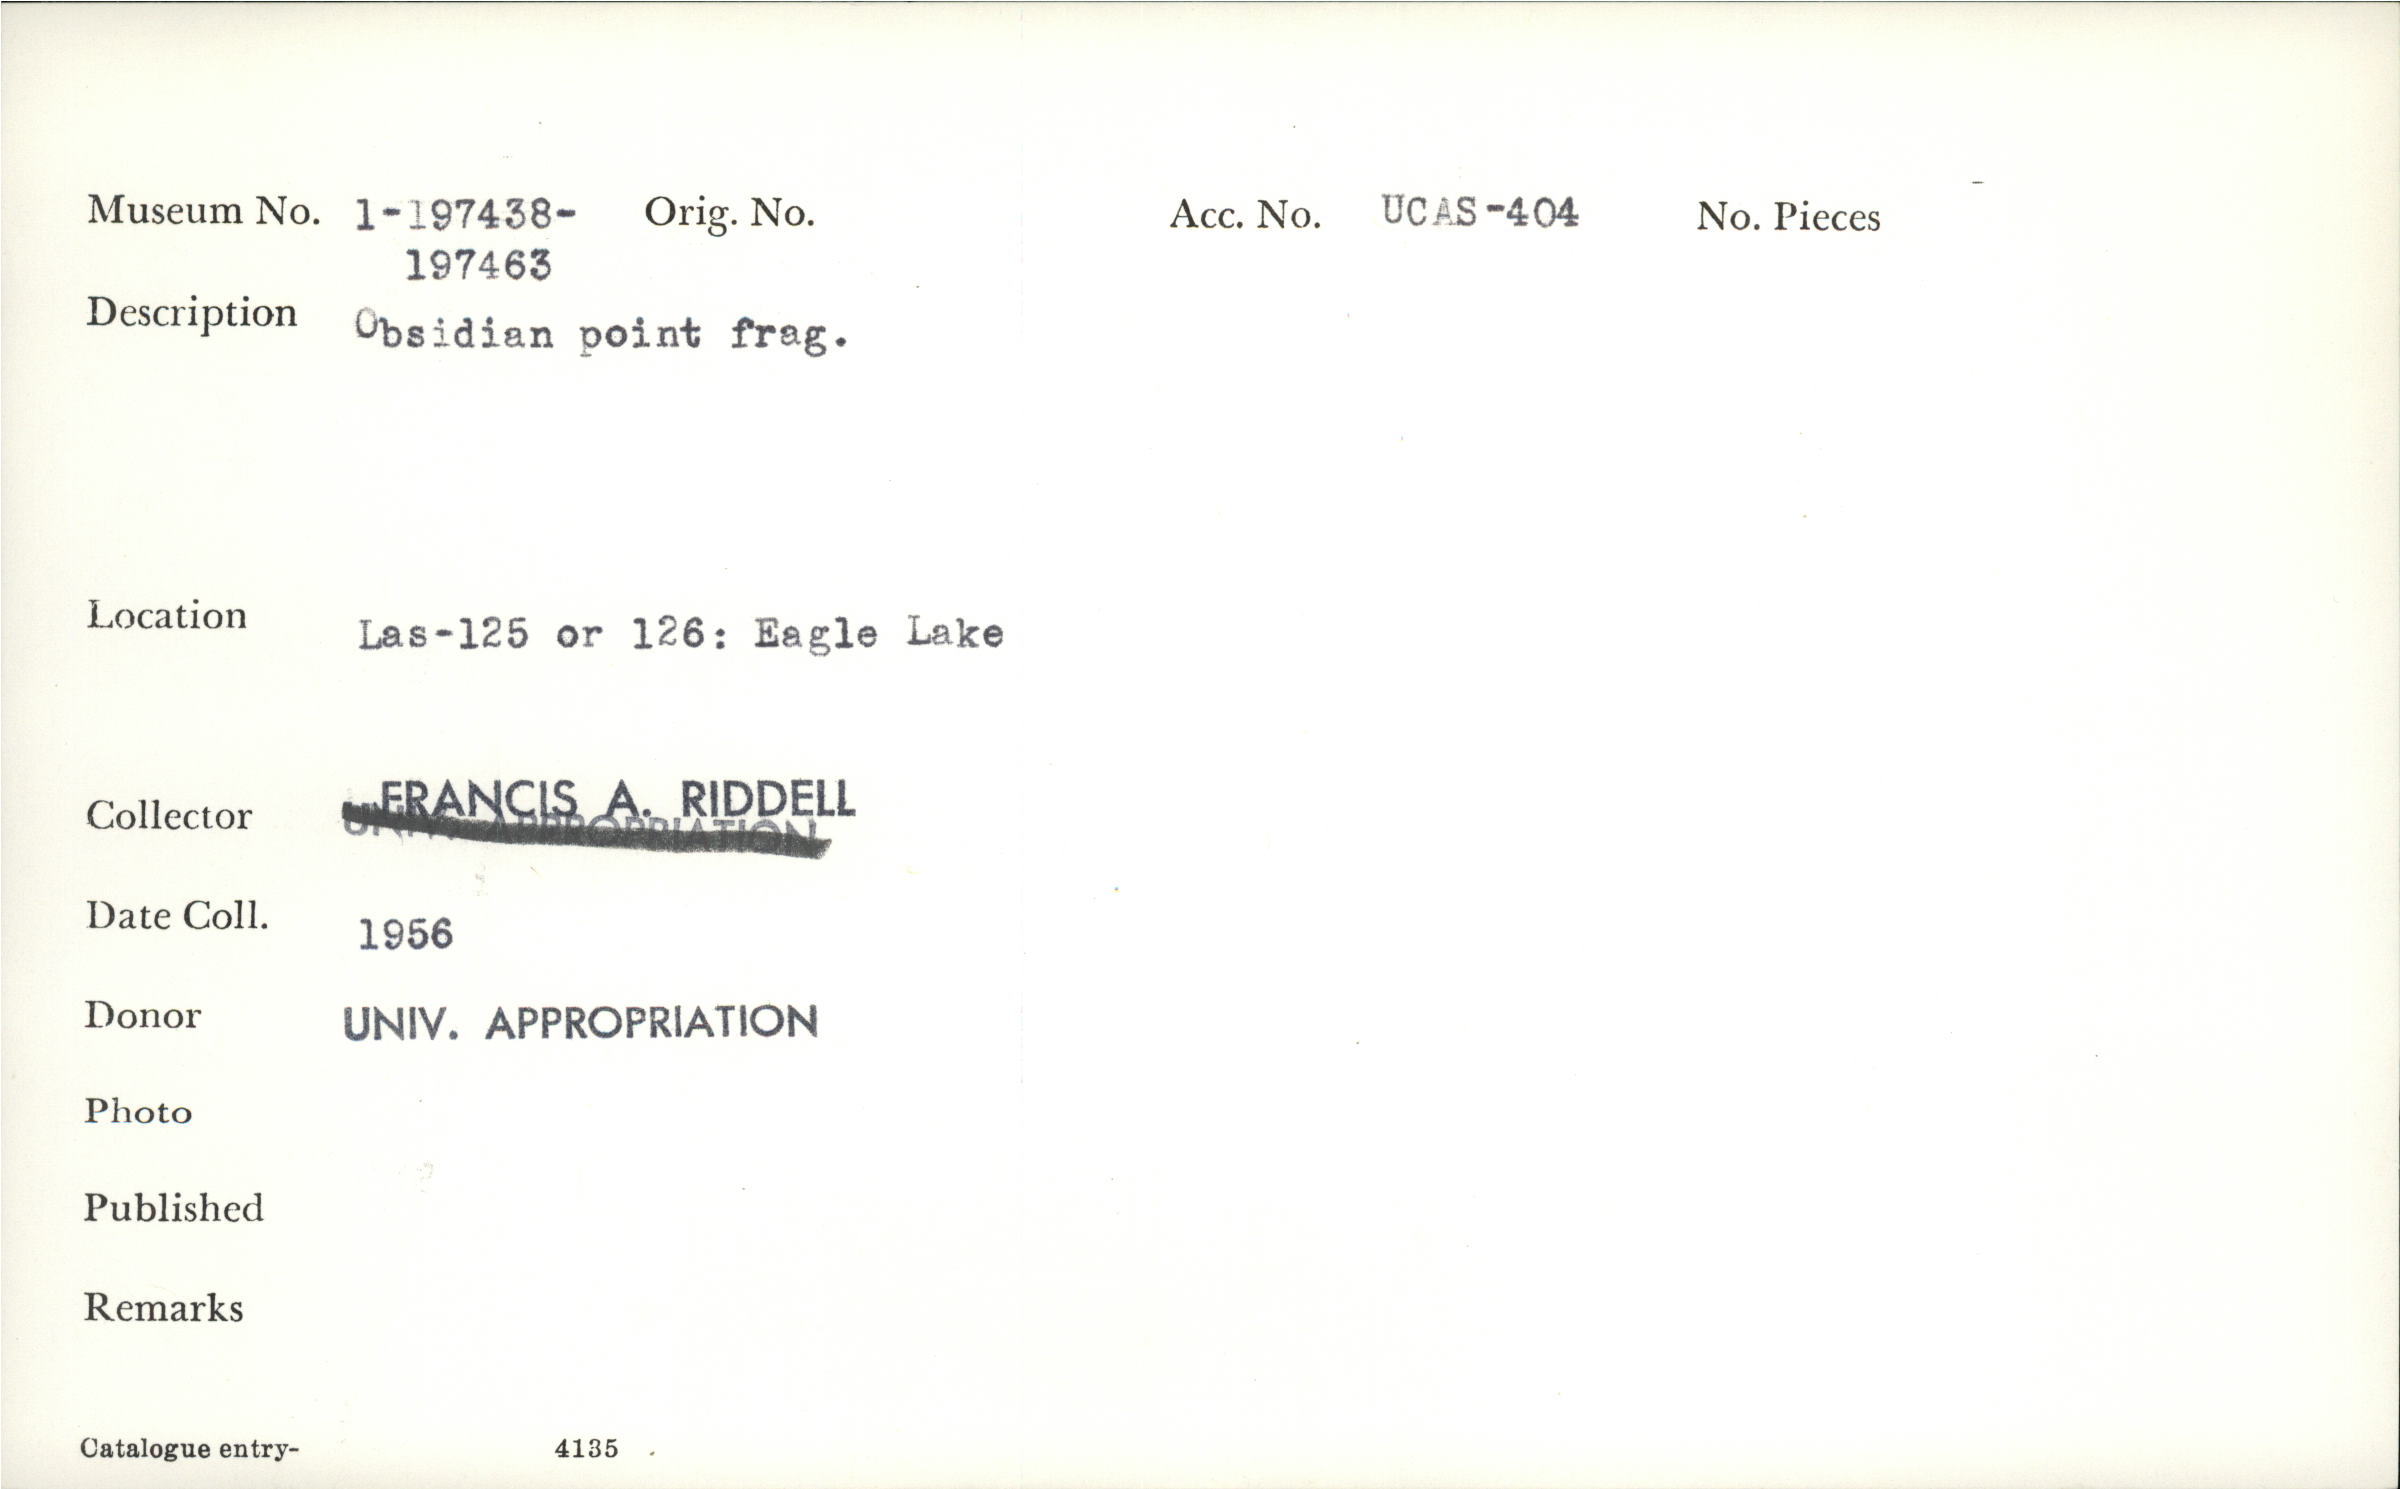 Museum No. 1-197438- Orig. No. Acc. No. UCAS-404 No. Pieces
197463
Description Obsidian point frag.
Location Las-125 or 126: Eagle Lake
Collector FRANCIS A. RIDDELL
UNIV. APPROPRIATION
Date Coll. 1956
Donor UNIV. APPROPRIATION
Photo
Published
Remarks
Catalogue entry- 4135